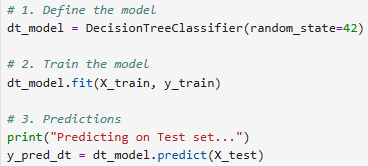 # 1. Define the model
dt_model = DecisionTreeClassifier(random_state=42)
# 2. Train the model
dt_model.fit(X_train, y_train)
# 3. Predictions
print("Predicting on Test set...")
y_pred_dt = dt_model.predict(X_test)